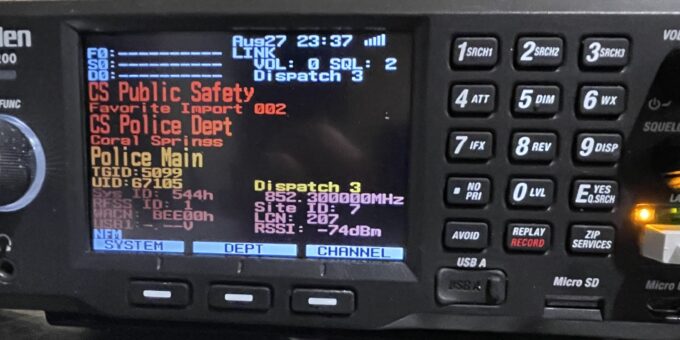 den
200
Aug27 23:37
F0:----------- LINK
S0:----------- VOL: 0 SQL: 2
D0:----------- Dispatch 3
CS Public Safety
Favorite Import 002
CS Police Dept
Coral Springs
Police Main
TGID:5099
UID:67105 Dispatch 3
Sys ID: 544h 852.300000MHz
RFSS ID: 1 Site ID: 7
WACN: BEE00h LCN: 207
-.--V RSSI: -74dBm
NFM
SYSTEM DEPT CHANNEL
FUNC
1 SRCH1 2 SRCH2 3 SRCH3
4 ATT 5 DIM 6 WX
7 IFX 8 REV 9 DISP
. NO PRI 0 LVL E YES Q.SRCH
AVOID REPLAY RECORD ZIP SERVICES
USB A
USB A
Micro SD
Micro
VOL
SQUEL